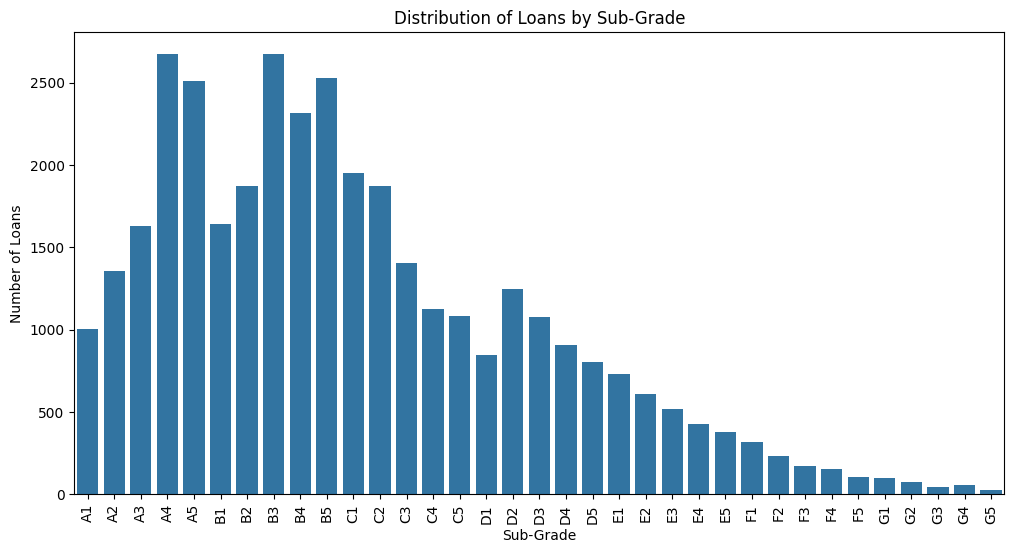 Distribution of Loans by Sub-Grade
Number of Loans
2500
2000
1500
1000
500
0
A1 A2 A3 A4 A5 B1 B2 B3 B4 B5 C1 C2 C3 C4 C5 D1 D2 D3 D4 D5 E1 E2 E3 E4 E5 F1 F2 F3 F4 F5 G1 G2 G3 G4 G5
Sub-Grade